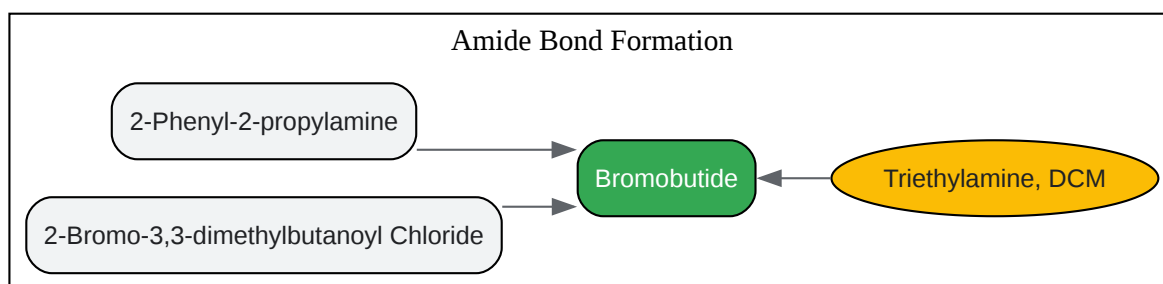 Amide Bond Formation
2-Phenyl-2-propylamine
Bromobutide
Triethylamine, DCM
2-Bromo-3,3-dimethylbutanoyl Chloride